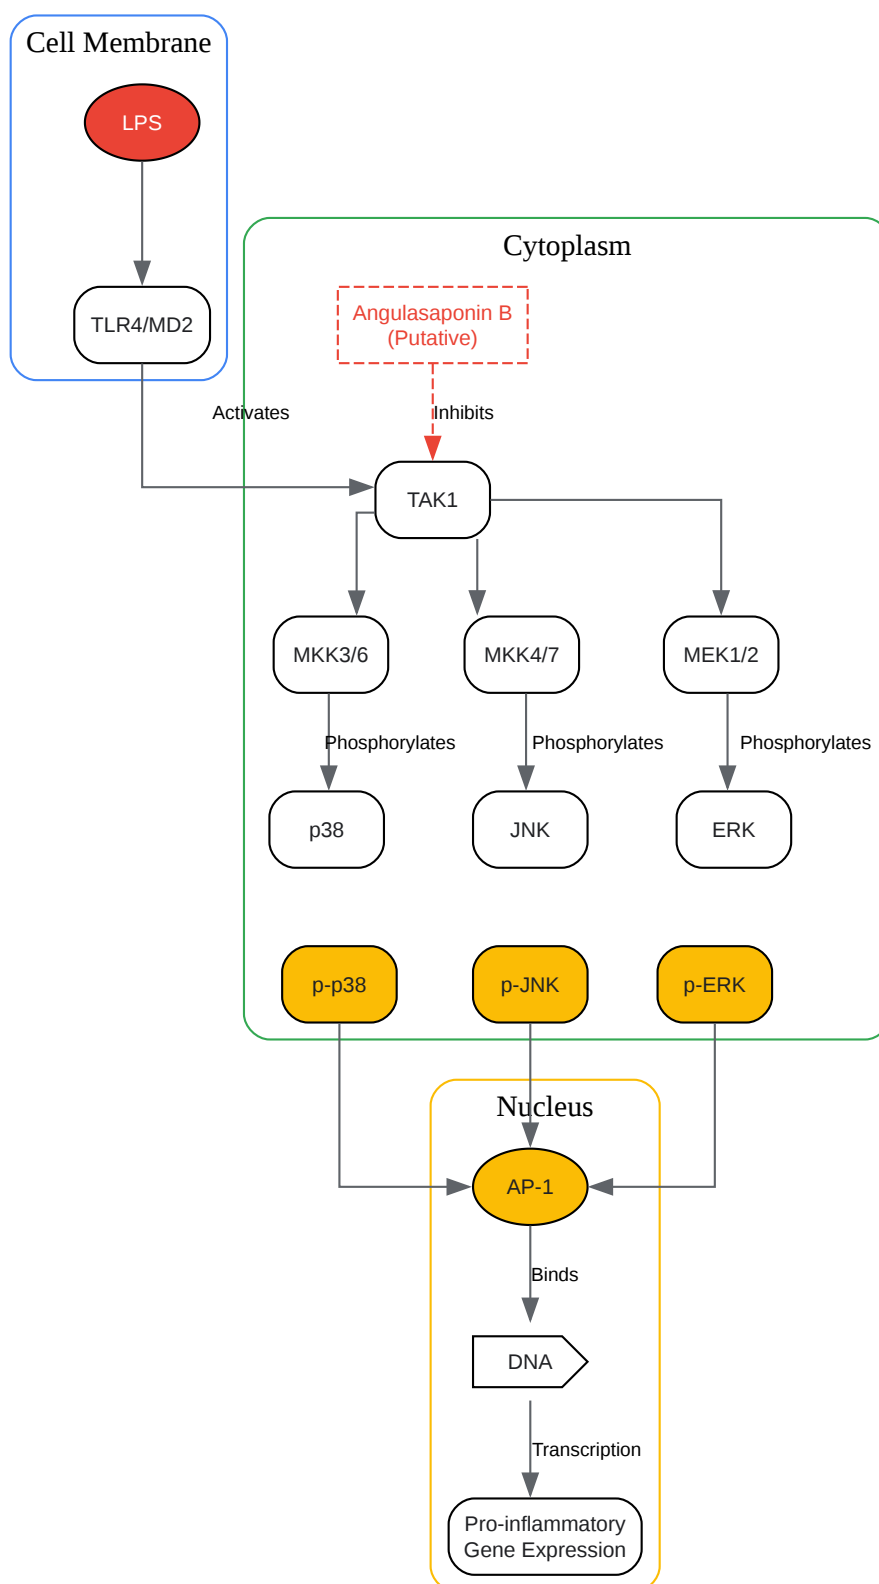 Cell Membrane
LPS
TLR4/MD2
Cytoplasm
Angulasaponin B
(Putative)
Activates
Inhibits
TAK1
MKK3/6
MKK4/7
MEK1/2
Phosphorylates
Phosphorylates
Phosphorylates
p38
JNK
ERK
p-p38
p-JNK
p-ERK
Nucleus
AP-1
Binds
DNA
Transcription
Pro-inflammatory
Gene Expression